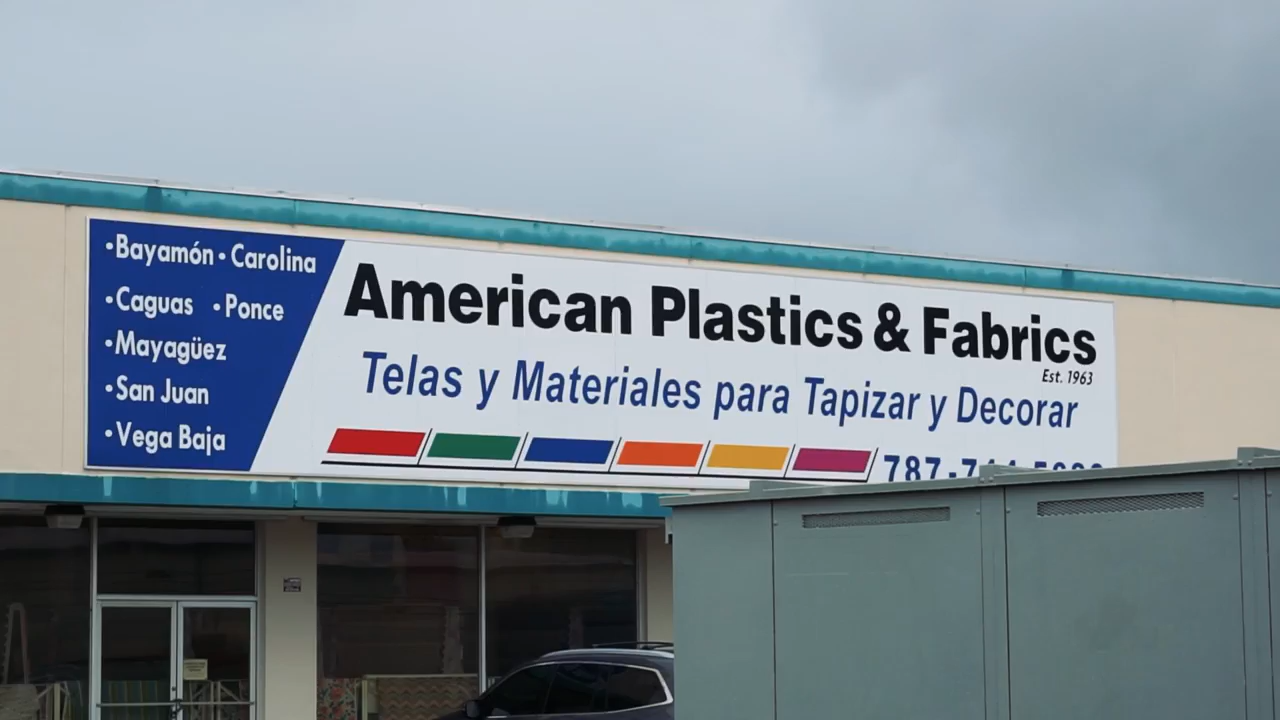 •Bayamón •Carolina
•Caguas •Ponce
•Mayagüez
•San Juan
•Vega Baja
American Plastics & Fabrics
Est. 1963
Telas y Materiales para Tapizar y Decorar